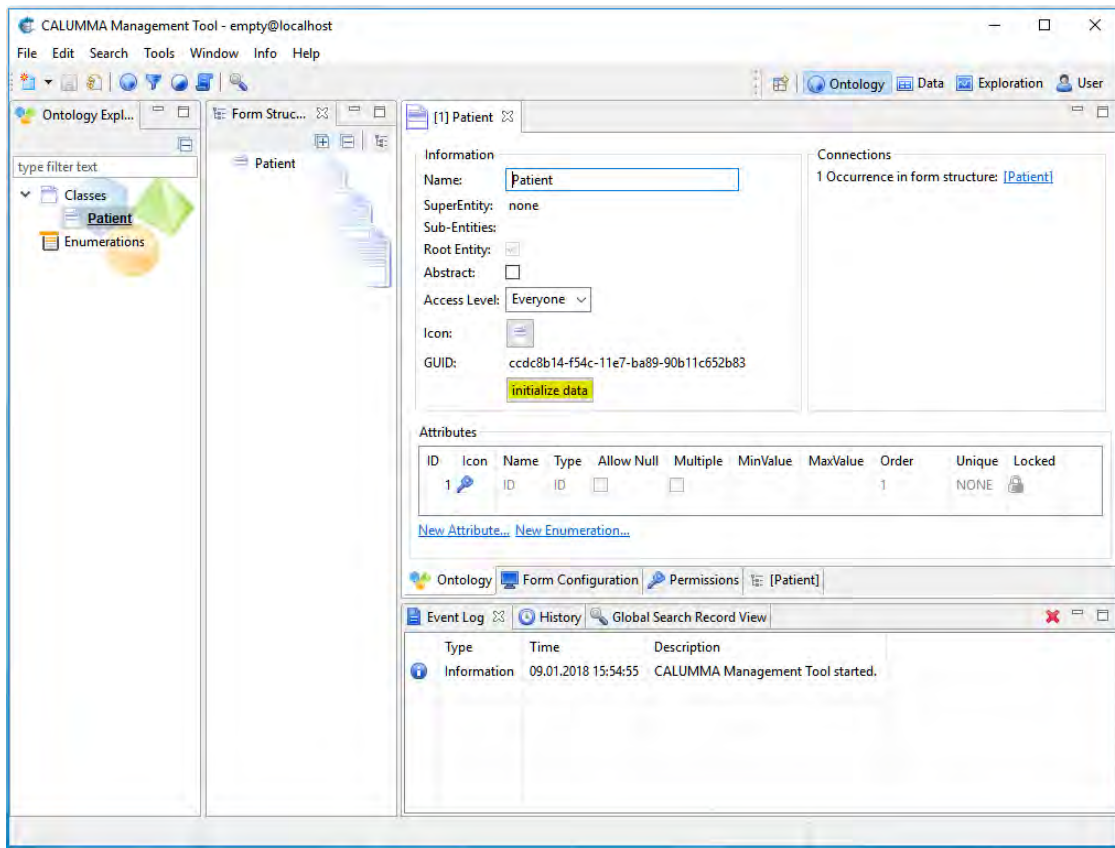 CALUMMA Management Tool - empty@localhost
File Edit Search Tools Window Info Help
Ontology Data Exploration User
Ontology Expl...
type filter text
Classes
Patient
Enumerations
Form Struc...
Patient
[1] Patient
Information
Name: Patient
SuperEntity: none
Sub-Entities:
Root Entity:
Abstract:
Access Level: Everyone
Icon:
GUID: ccdc8b14-f54c-11e7-ba89-90b11c652b83
initialize data
Connections
1 Occurrence in form structure: [Patient]
Attributes
ID Icon Name Type Allow Null Multiple MinValue MaxValue Order Unique Locked
1 ID ID 1 NONE
New Attribute... New Enumeration...
Ontology Form Configuration Permissions [Patient]
Event Log History Global Search Record View
Type Time Description
Information 09.01.2018 15:54:55 CALUMMA Management Tool started.